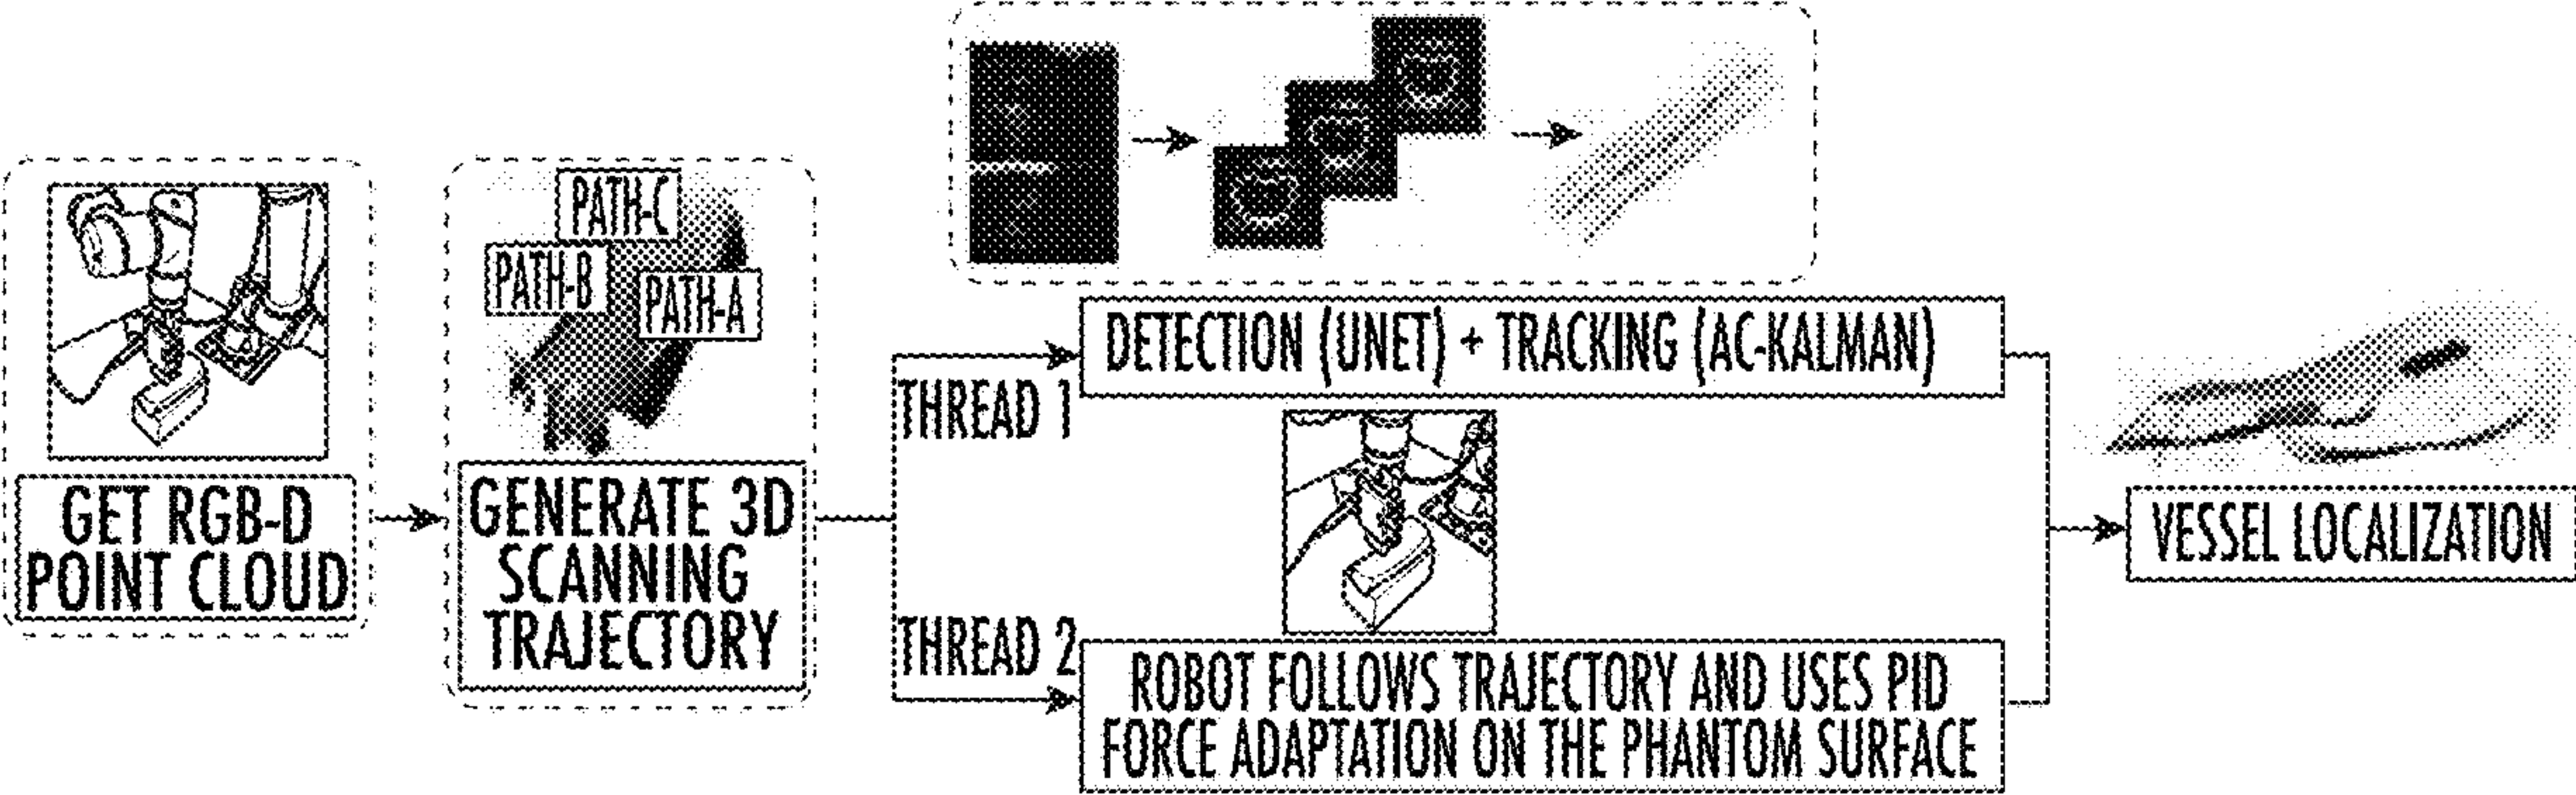 GET RGB-D
POINT CLOUD
PATH-C
PATH-B
PATH-A
GENERATE 3D
SCANNING
TRAJECTORY
THREAD 1
DETECTION (UNET) + TRACKING (AC-KALMAN)
THREAD 2
ROBOT FOLLOWS TRAJECTORY AND USES PID
FORCE ADAPTATION ON THE PHANTOM SURFACE
VESSEL LOCALIZATION